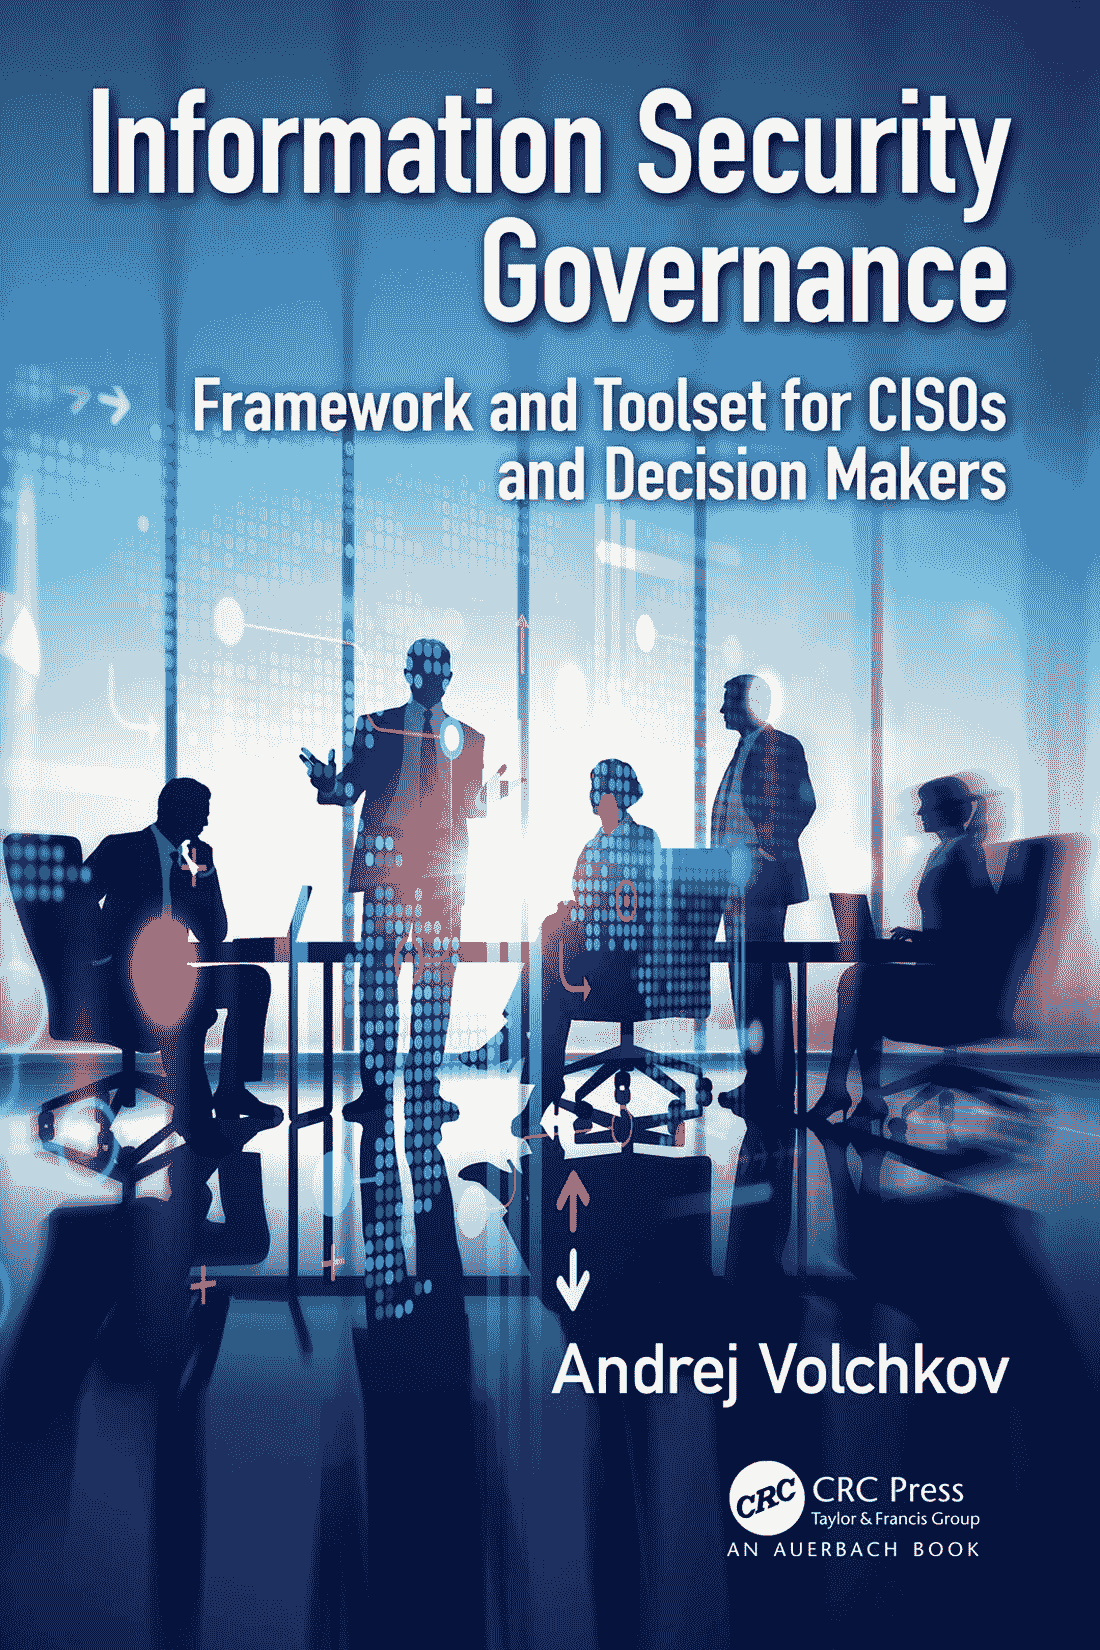 Information Security
Governance
Framework and Toolset for CISOs
and Decision Makers
Andrej Volchkov
CRC
CRC Press
Taylor & Francis Group
AN AUERBACH BOOK